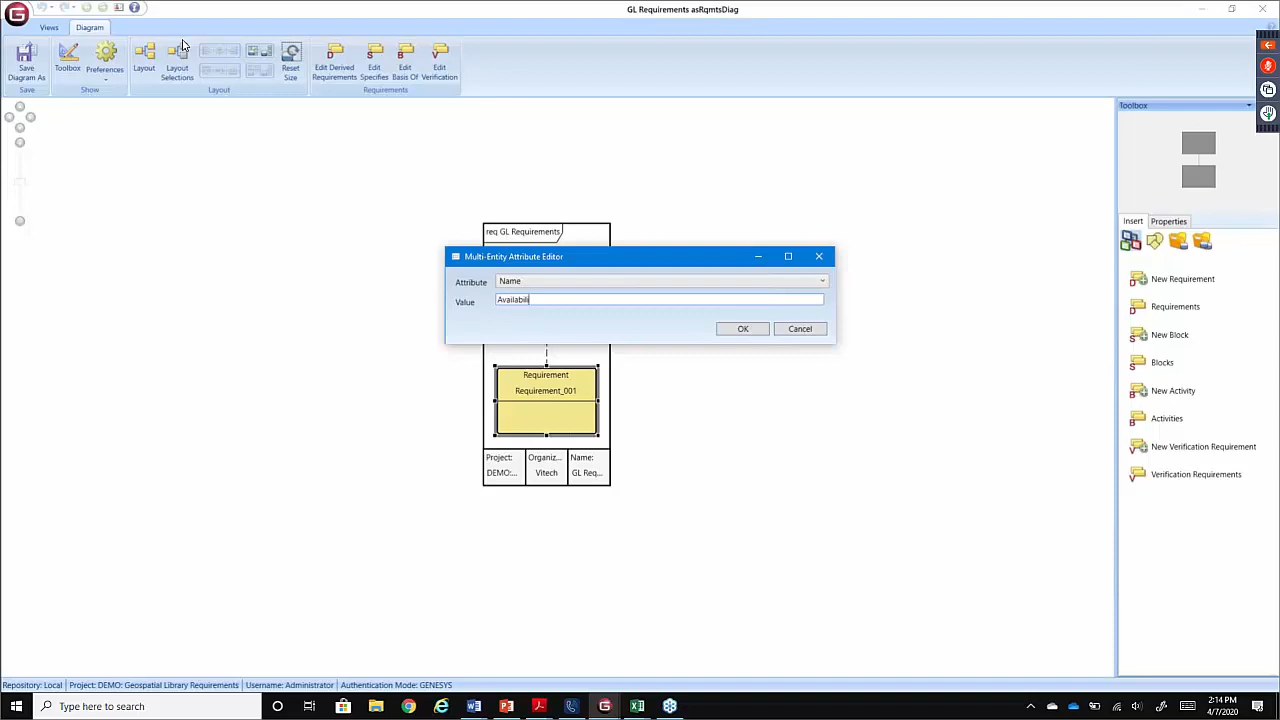 GL Requirements asRqmtsDiag
Views Diagram
Save Diagram As
Toolbox
Preferences
Layout
Layout Selections
Reset Size
Edit Derived Requirements
Edit Specifies
Edit Basis Of
Edit Verification
Save
Show
Layout
Requirements
Toolbox
req GL Requirements
Multi-Entity Attribute Editor
Attribute Name
Value Availabili
OK Cancel
Requirement
Requirement_001
Project: Organiz... Name:
DEMO:... Vitech GL Req...
Insert Properties
New Requirement
Requirements
New Block
Blocks
New Activity
Activities
New Verification Requirement
Verification Requirements
Repository: Local Project: DEMO: Geospatial Library Requirements Username: Administrator Authentication Mode: GENESYS
Type here to search
2:14 PM
4/7/2020